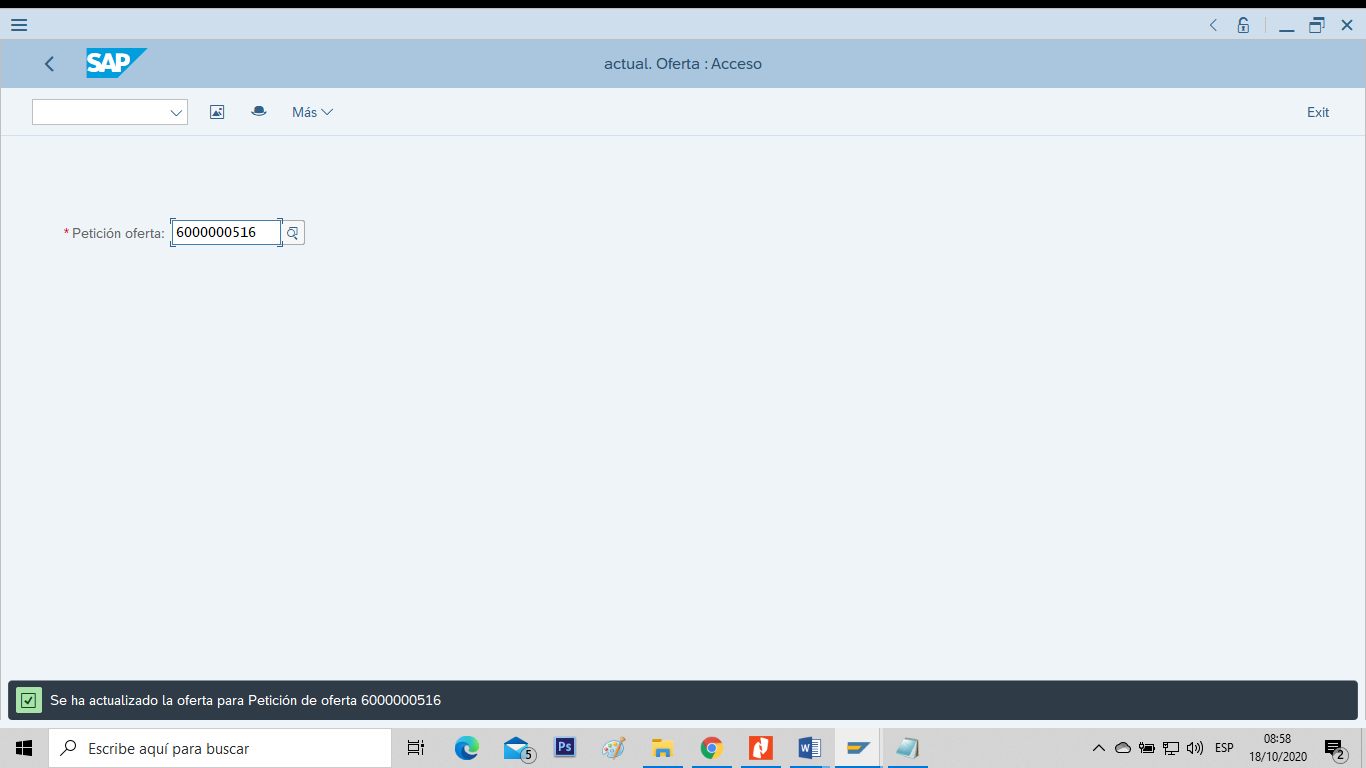 SAP
actual. Oferta : Acceso
Más
Exit
* Petición oferta: 6000000516
Se ha actualizado la oferta para Petición de oferta 6000000516
Escribe aquí para buscar
5
Ps
ESP
08:58
18/10/2020
2